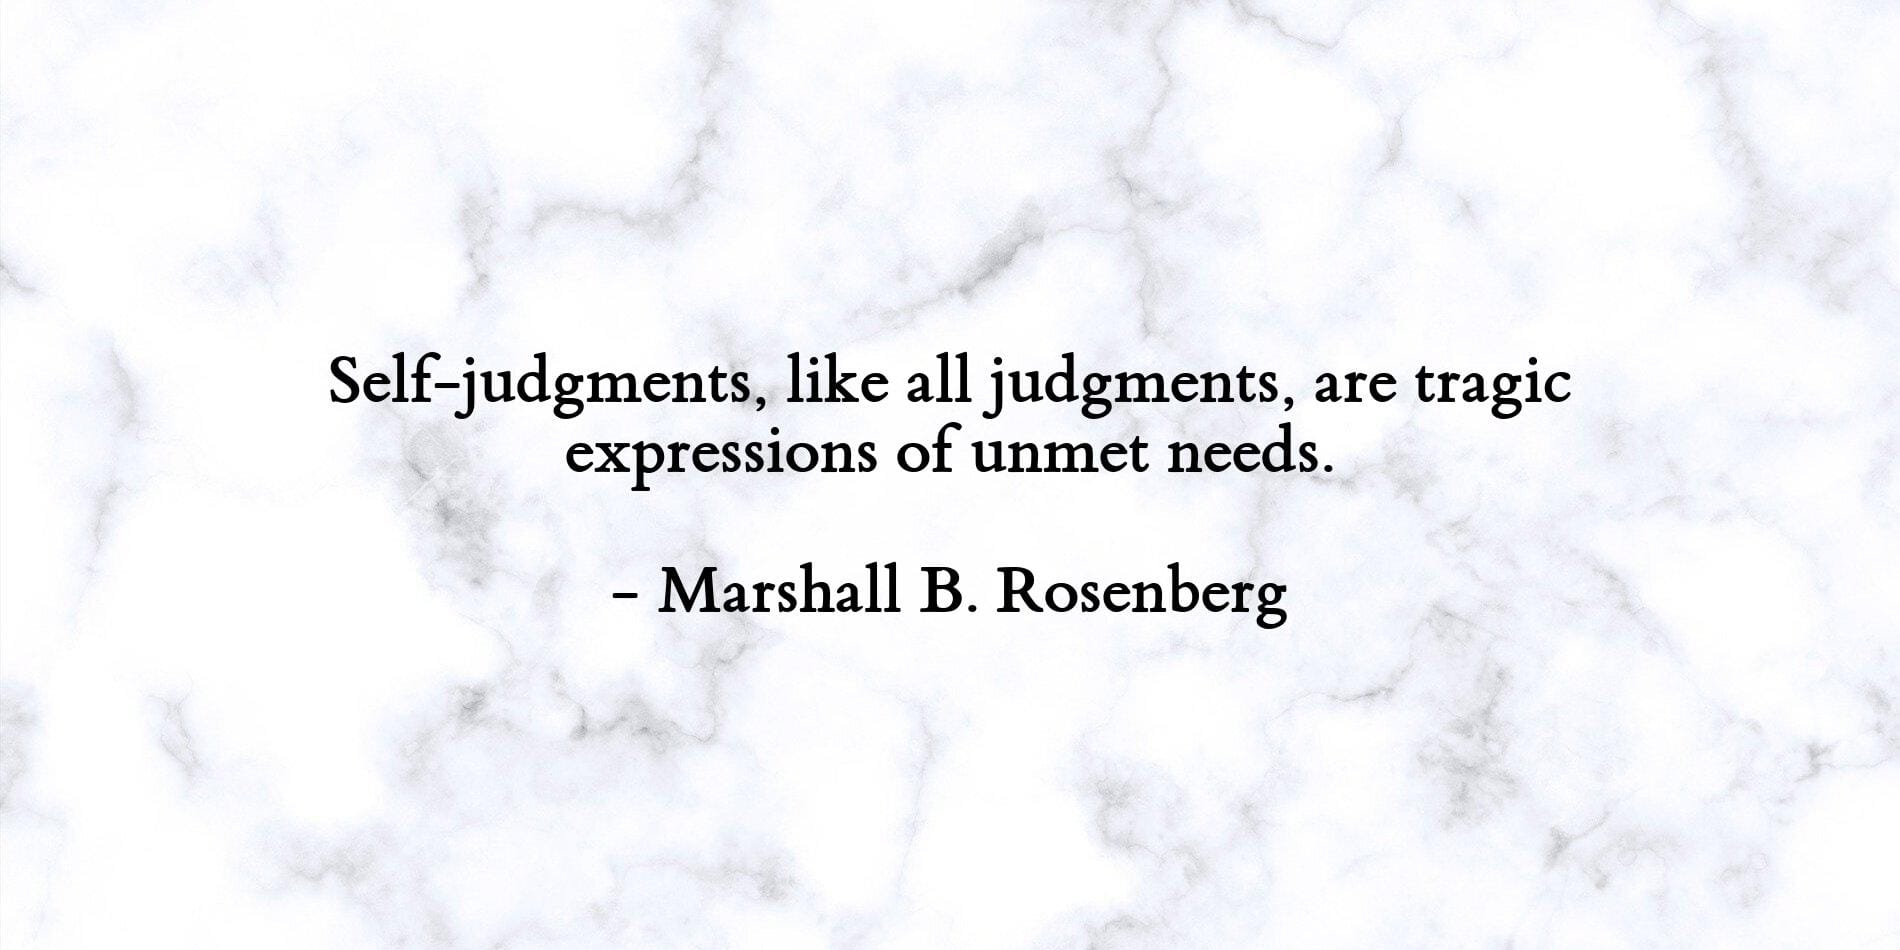 Self-judgments, like all judgments, are tragic
expressions of unmet needs.
- Marshall B. Rosenberg